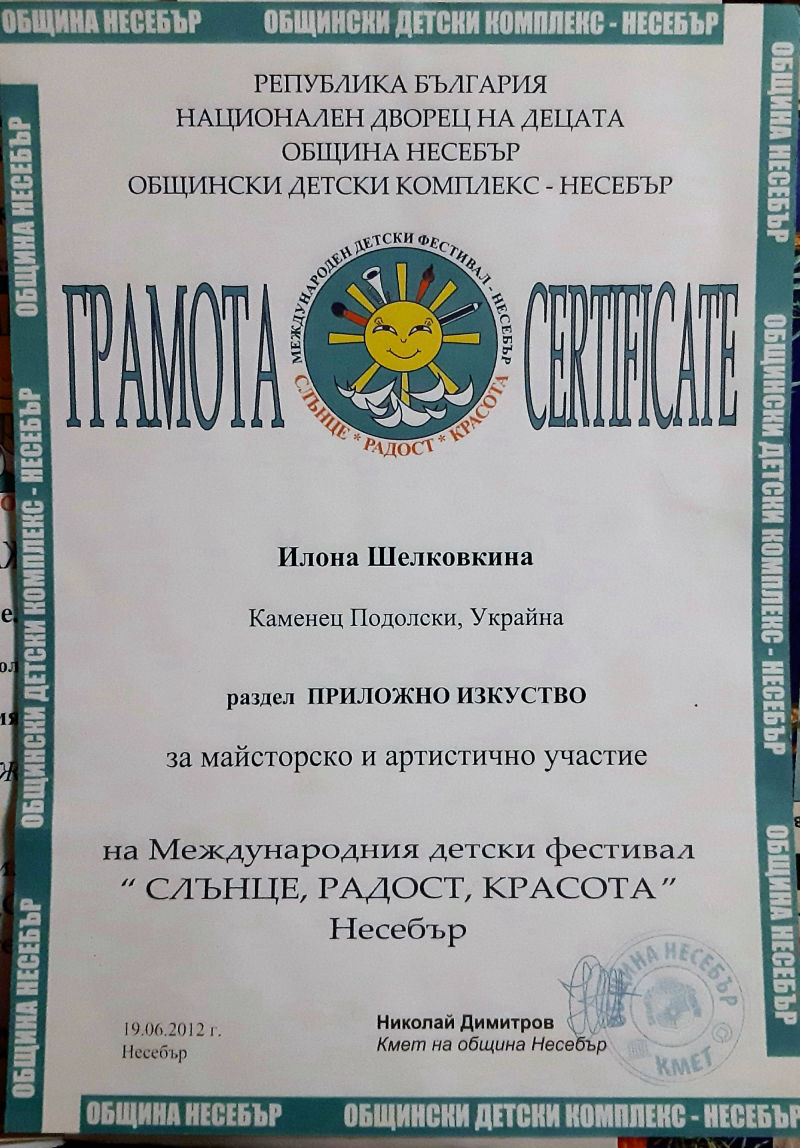 ОБЩИНА НЕСЕБЪР ОБЩИНСКИ ДЕТСКИ КОМПЛЕКС - НЕСЕБЪР
РЕПУБЛИКА БЪЛГАРИЯ
НАЦИОНАЛЕН ДВОРЕЦ НА ДЕЦАТА
ОБЩИНА НЕСЕБЪР
ОБЩИНСКИ ДЕТСКИ КОМПЛЕКС - НЕСЕБЪР
ГРАМОТА
МЕЖДУНАРОДЕН ДЕТСКИ ФЕСТИВАЛ - НЕСЕБЪР
СЛЪНЦЕ * РАДОСТ * КРАСОТА
CERTIFICATE
Илона Шелковкина
Каменец Подолски, Украйна
раздел ПРИЛОЖНО ИЗКУСТВО
за майсторско и артистично участие
на Международния детски фестивал
“ СЛЪНЦЕ, РАДОСТ, КРАСОТА ”
Несебър
19.06.2012 г.
Несебър
Николай Димитров
Кмет на община Несебър
ОБЩИНА НЕСЕБЪР
КМЕТ
ОБЩИНА НЕСЕБЪР
ОБЩИНСКИ ДЕТСКИ КОМПЛЕКС - НЕСЕБЪР
ОБЩИНА НЕСЕБЪР
ОБЩИНА НЕСЕБЪР
ОБЩИНСКИ ДЕТСКИ КОМПЛЕКС - НЕСЕБЪР
ОБЩИНА НЕСЕБЪР
ОБЩИНА НЕСЕБЪР ОБЩИНСКИ ДЕТСКИ КОМПЛЕКС - НЕСЕБЪР